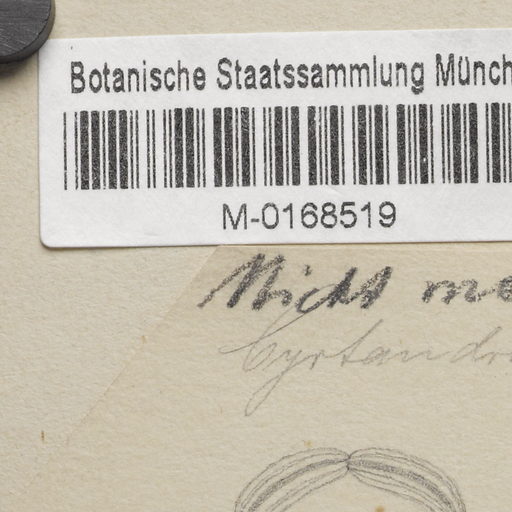 Botanische Staatssammlung Münch
M-0168519
Nicht me
Cyrtandr